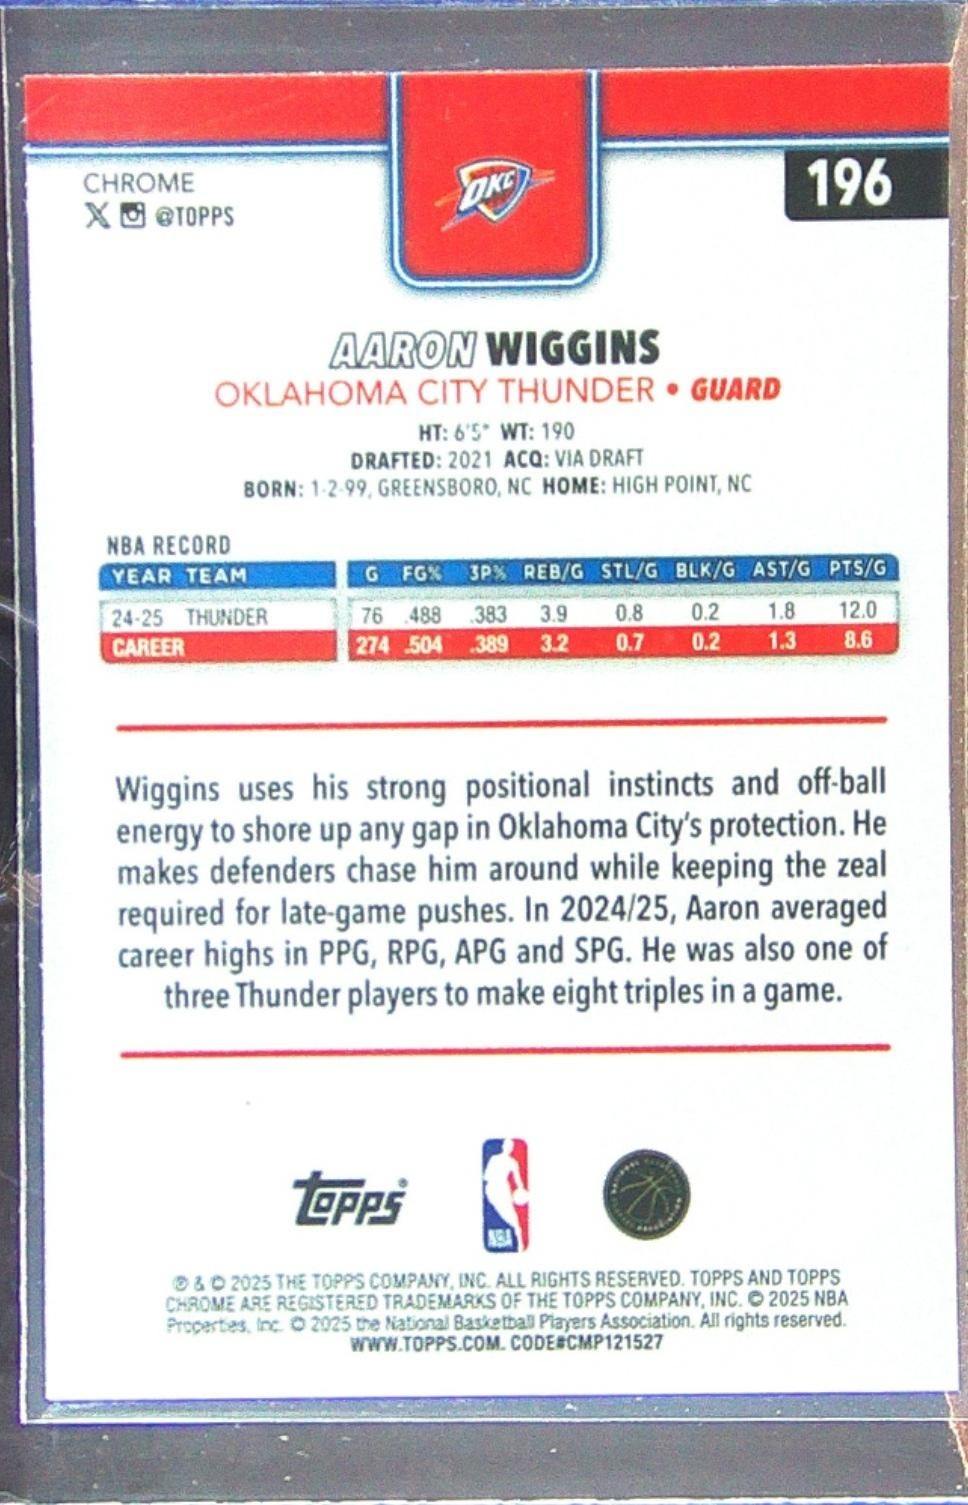 CHROME
@TOPPS
OKC
196
AARON WIGGINS
OKLAHOMA CITY THUNDER • GUARD
HT: 6'5" WT: 190
DRAFTED: 2021 ACQ: VIA DRAFT
BORN: 1-2-99, GREENSBORO, NC HOME: HIGH POINT, NC
NBA RECORD
YEAR TEAM G FG% 3P% REB/G STL/G BLK/G AST/G PTS/G
24-25 THUNDER 76 .488 .383 3.9 0.8 0.2 1.8 12.0
CAREER 274 .504 .389 3.2 0.7 0.2 1.3 8.6
Wiggins uses his strong positional instincts and off-ball
energy to shore up any gap in Oklahoma City's protection. He
makes defenders chase him around while keeping the zeal
required for late-game pushes. In 2024/25, Aaron averaged
career highs in PPG, RPG, APG and SPG. He was also one of
three Thunder players to make eight triples in a game.
Topps®
NBA
℗ & © 2025 THE TOPPS COMPANY, INC. ALL RIGHTS RESERVED. TOPPS AND TOPPS
CHROME ARE REGISTERED TRADEMARKS OF THE TOPPS COMPANY, INC. © 2025 NBA
Properties, Inc. © 2025 the National Basketball Players Association. All rights reserved.
WWW.TOPPS.COM. CODE#CMP121527